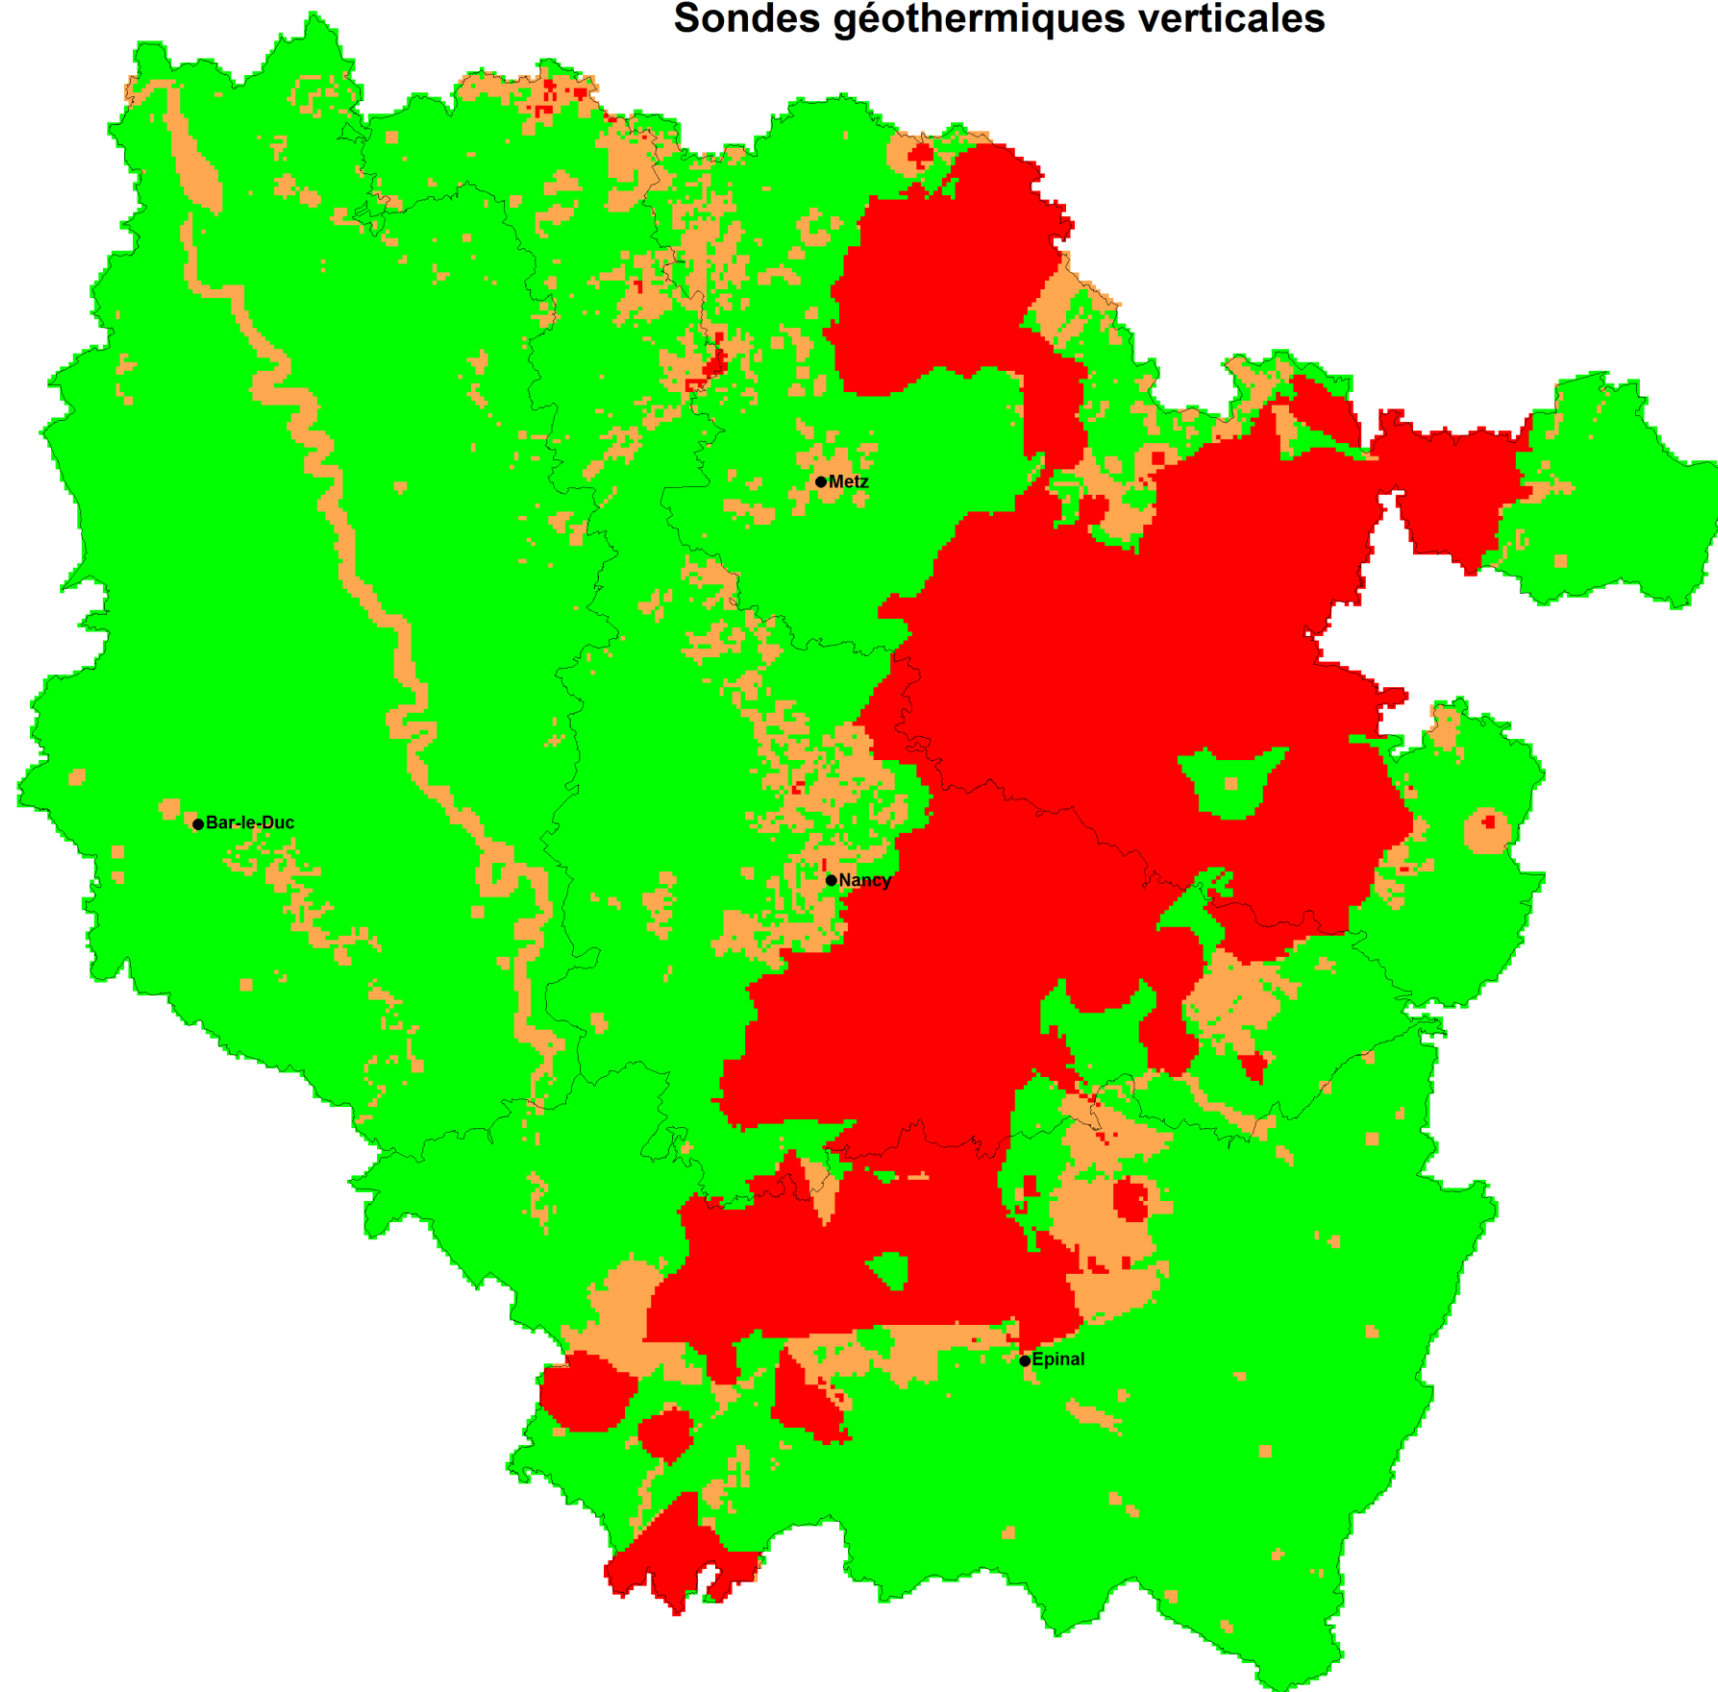 Sondes géothermiques verticales
Metz
Bar-le-Duc
Nancy
Epinal